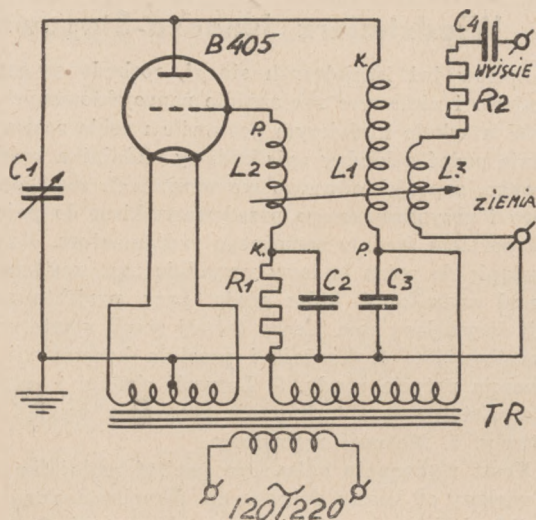 B405
C4
WYJŚCIE
R2
K.
P.
L2
L1
L3
C1
ZIEMIA
K.
P.
R1
C2
C3
TR
120/220